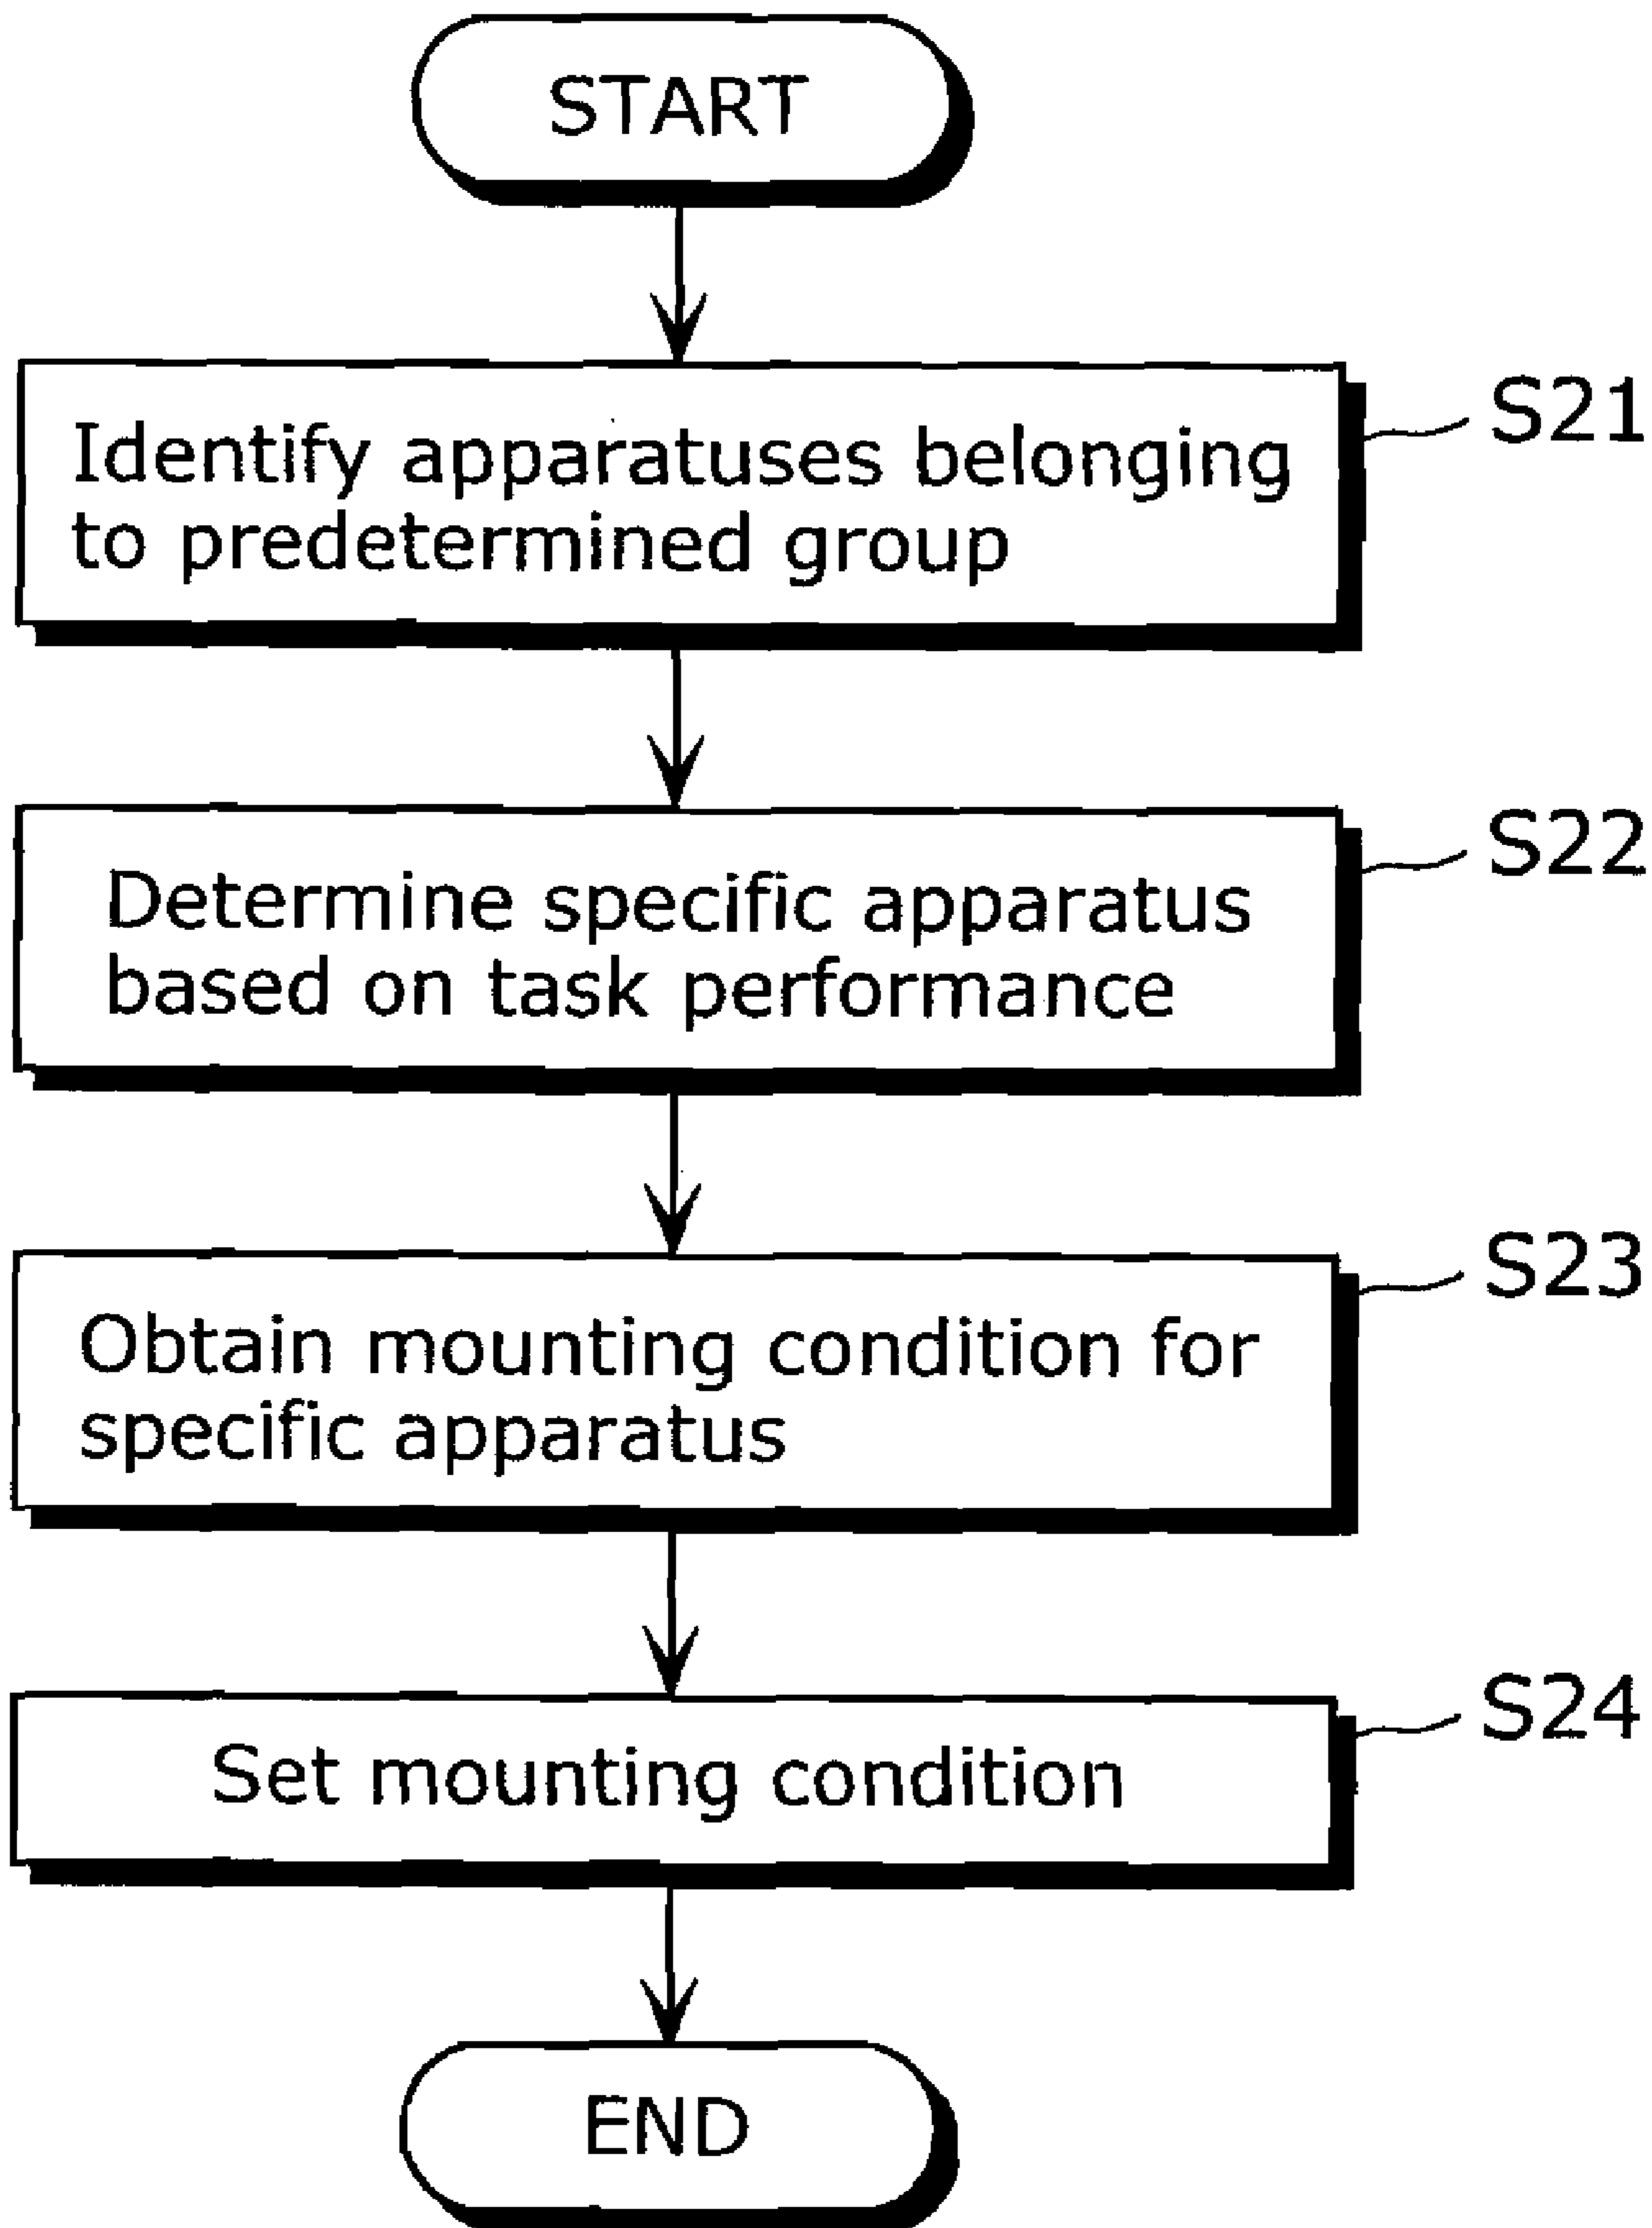 START
Identify apparatuses belonging
to predetermined group
S21
Determine specific apparatus
based on task performance
S22
Obtain mounting condition for
specific apparatus
S23
Set mounting condition
S24
END